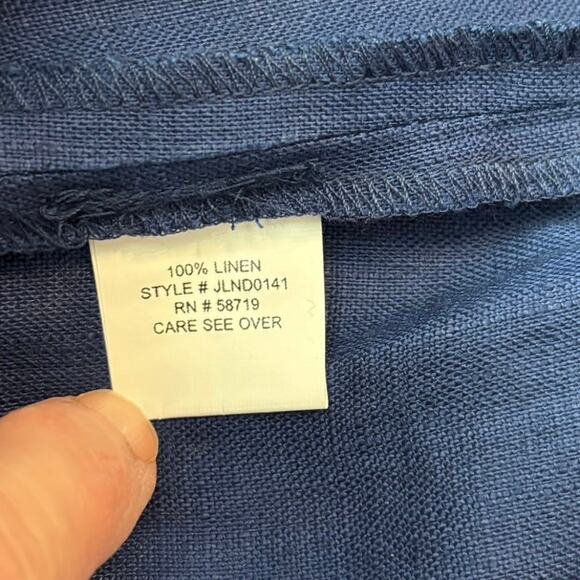 100% LINEN
STYLE # JLND0141
RN # 58719
CARE SEE OVER